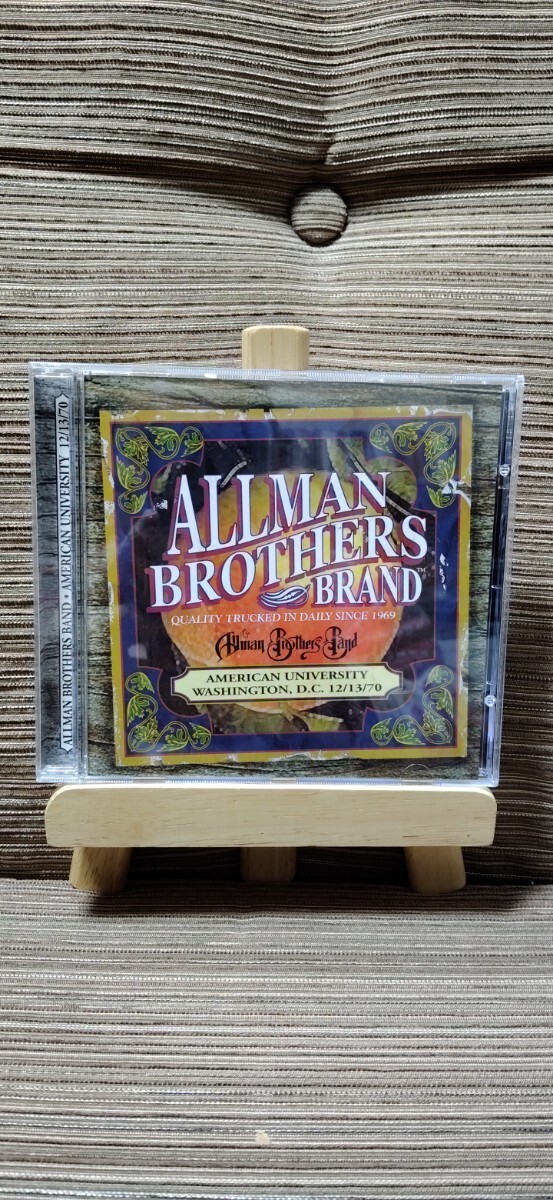 ALLMAN BROTHERS BAND • AMERICAN UNIVERSITY 12/13/70
ALLMAN
BROTHERS
BRAND™
QUALITY TRUCKED IN DAILY SINCE 1969
The Allman Brothers Band
AMERICAN UNIVERSITY
WASHINGTON, D.C. 12/13/70